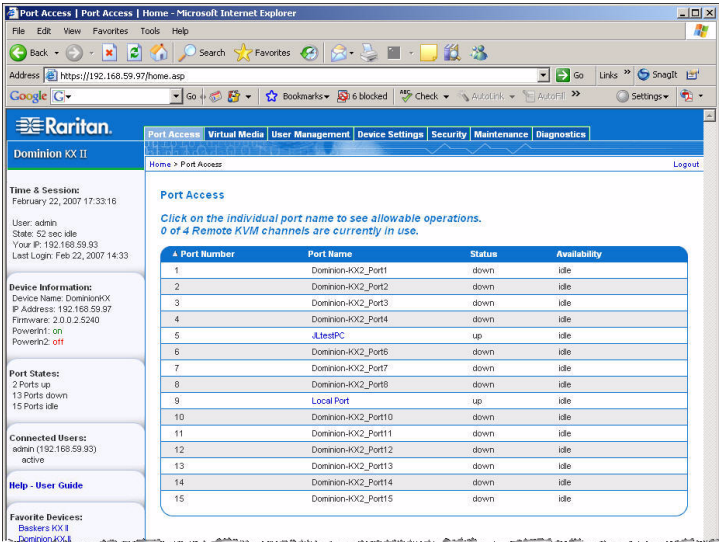 Port Access | Port Access | Home - Microsoft Internet Explorer
File Edit View Favorites Tools Help
Back Search Favorites
Address https://192.168.59.97/home.asp Go Links » SnagIt
Google G Go Bookmarks 6 blocked ABC Check AutoLink AutoFill » Settings
Raritan.
Dominion KX II
Port Access Virtual Media User Management Device Settings Security Maintenance Diagnostics
Home > Port Access Logout
Time & Session:
February 22, 2007 17:33:16
User: admin
State: 52 sec idle
Your IP: 192.168.59.93
Last Login: Feb 22, 2007 14:33
Device Information:
Device Name: DominionKX
IP Address: 192.168.59.97
Firmware: 2.0.0.2.5240
PowerIn1: on
PowerIn2: off
Port States:
2 Ports up
13 Ports down
15 Ports idle
Connected Users:
admin (192.168.59.93)
active
Help - User Guide
Favorite Devices:
Baskers KX II
Dominion KX II
Port Access
Click on the individual port name to see allowable operations.
0 of 4 Remote KVM channels are currently in use.
▲ Port Number Port Name Status Availability
1 Dominion-KX2_Port1 down idle
2 Dominion-KX2_Port2 down idle
3 Dominion-KX2_Port3 down idle
4 Dominion-KX2_Port4 down idle
5 JLtestPC up idle
6 Dominion-KX2_Port6 down idle
7 Dominion-KX2_Port7 down idle
8 Dominion-KX2_Port8 down idle
9 Local Port up idle
10 Dominion-KX2_Port10 down idle
11 Dominion-KX2_Port11 down idle
12 Dominion-KX2_Port12 down idle
13 Dominion-KX2_Port13 down idle
14 Dominion-KX2_Port14 down idle
15 Dominion-KX2_Port15 down idle